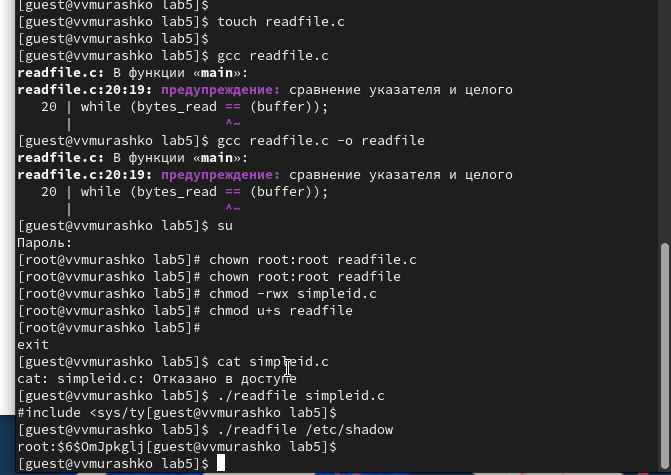 [guest@vvmurashko lab5]$
[guest@vvmurashko lab5]$ touch readfile.c
[guest@vvmurashko lab5]$
[guest@vvmurashko lab5]$ gcc readfile.c
readfile.c: В функции «main»:
readfile.c:20:19: предупреждение: сравнение указателя и целого
   20 | while (bytes_read == (buffer));
      |                   ^~
[guest@vvmurashko lab5]$ gcc readfile.c -o readfile
readfile.c: В функции «main»:
readfile.c:20:19: предупреждение: сравнение указателя и целого
   20 | while (bytes_read == (buffer));
      |                   ^~
[guest@vvmurashko lab5]$ su
Пароль:
[root@vvmurashko lab5]# chown root:root readfile.c
[root@vvmurashko lab5]# chown root:root readfile
[root@vvmurashko lab5]# chmod -rwx simpleid.c
[root@vvmurashko lab5]# chmod u+s readfile
[root@vvmurashko lab5]#
exit
[guest@vvmurashko lab5]$ cat simpleid.c
cat: simpleid.c: Отказано в доступе
[guest@vvmurashko lab5]$ ./readfile simpleid.c
#include <sys/ty[guest@vvmurashko lab5]$
[guest@vvmurashko lab5]$ ./readfile /etc/shadow
root:$6$OmJpkglj[guest@vvmurashko lab5]$
[guest@vvmurashko lab5]$